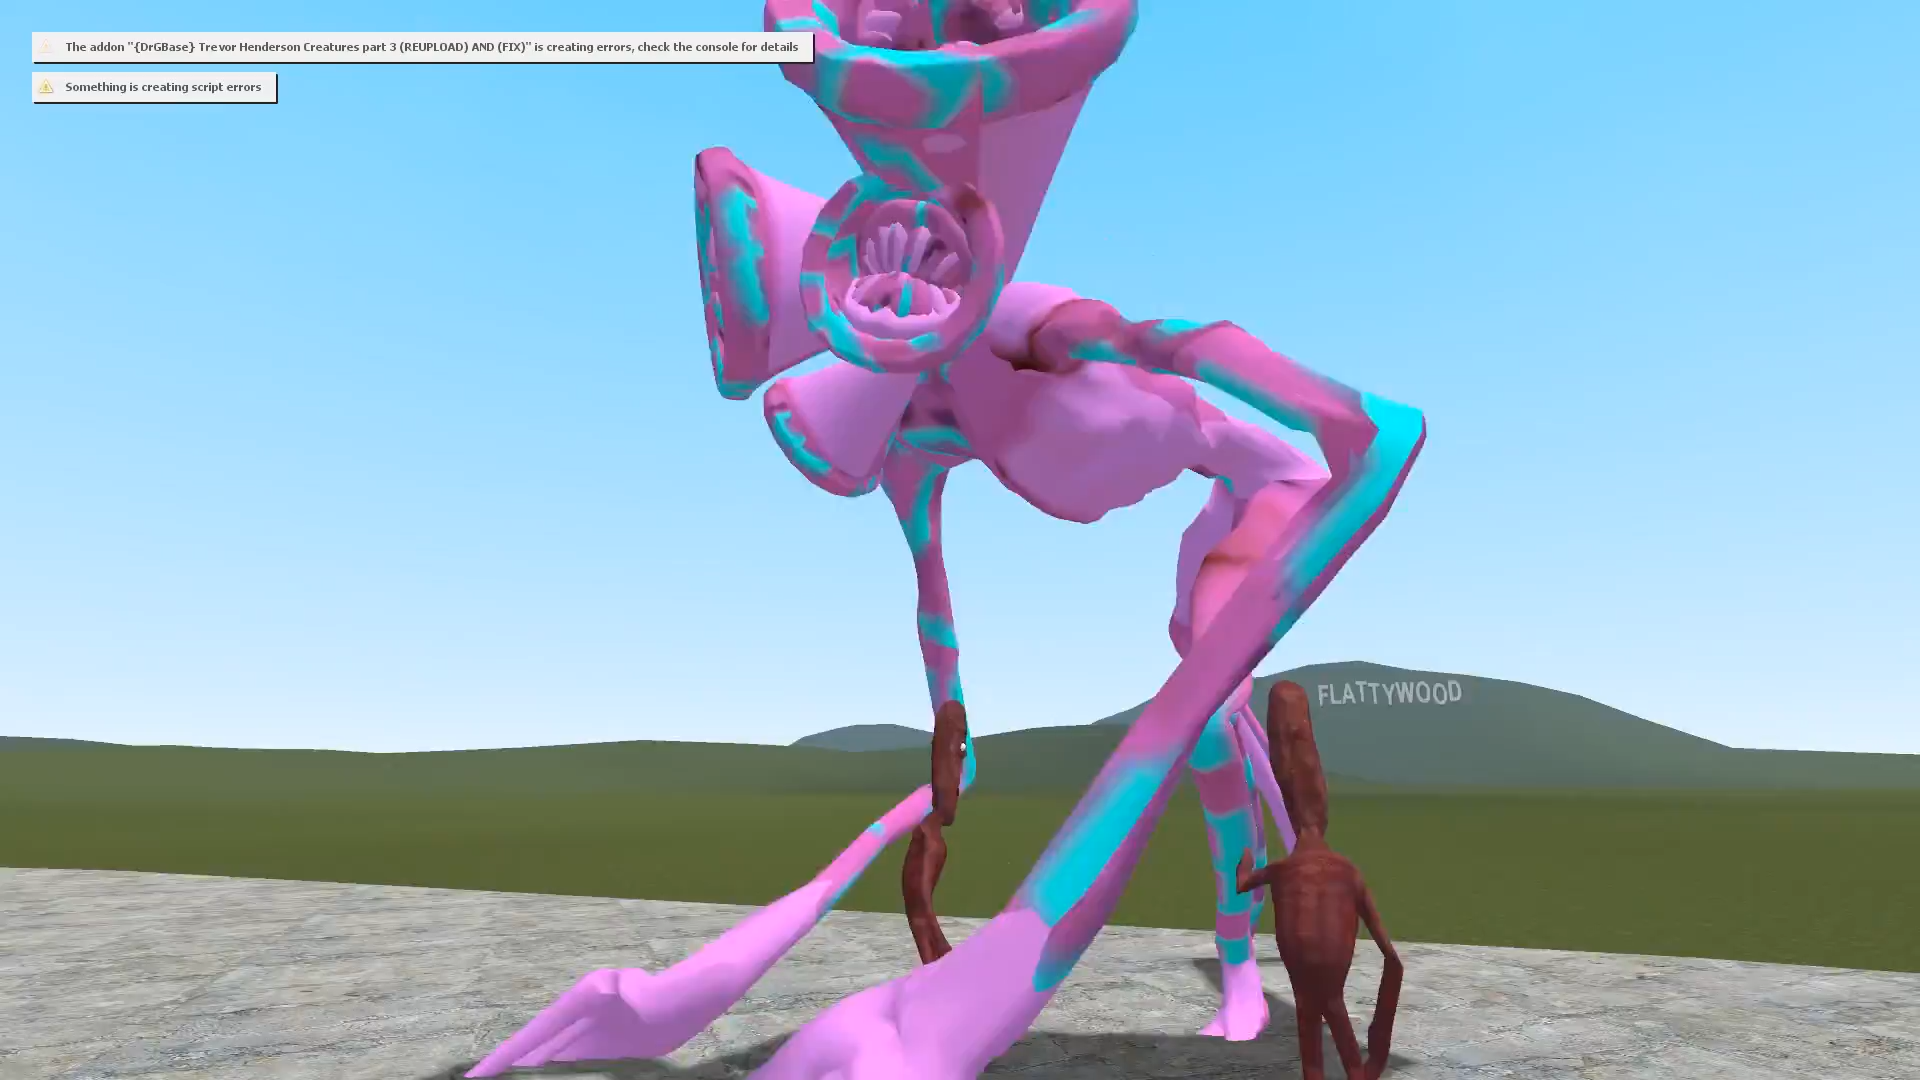 The addon "{DrGBase} Trevor Henderson Creatures part 3 (REUPLOAD) AND (FIX)" is creating errors, check the console for details
Something is creating script errors
FLATTYWOOD